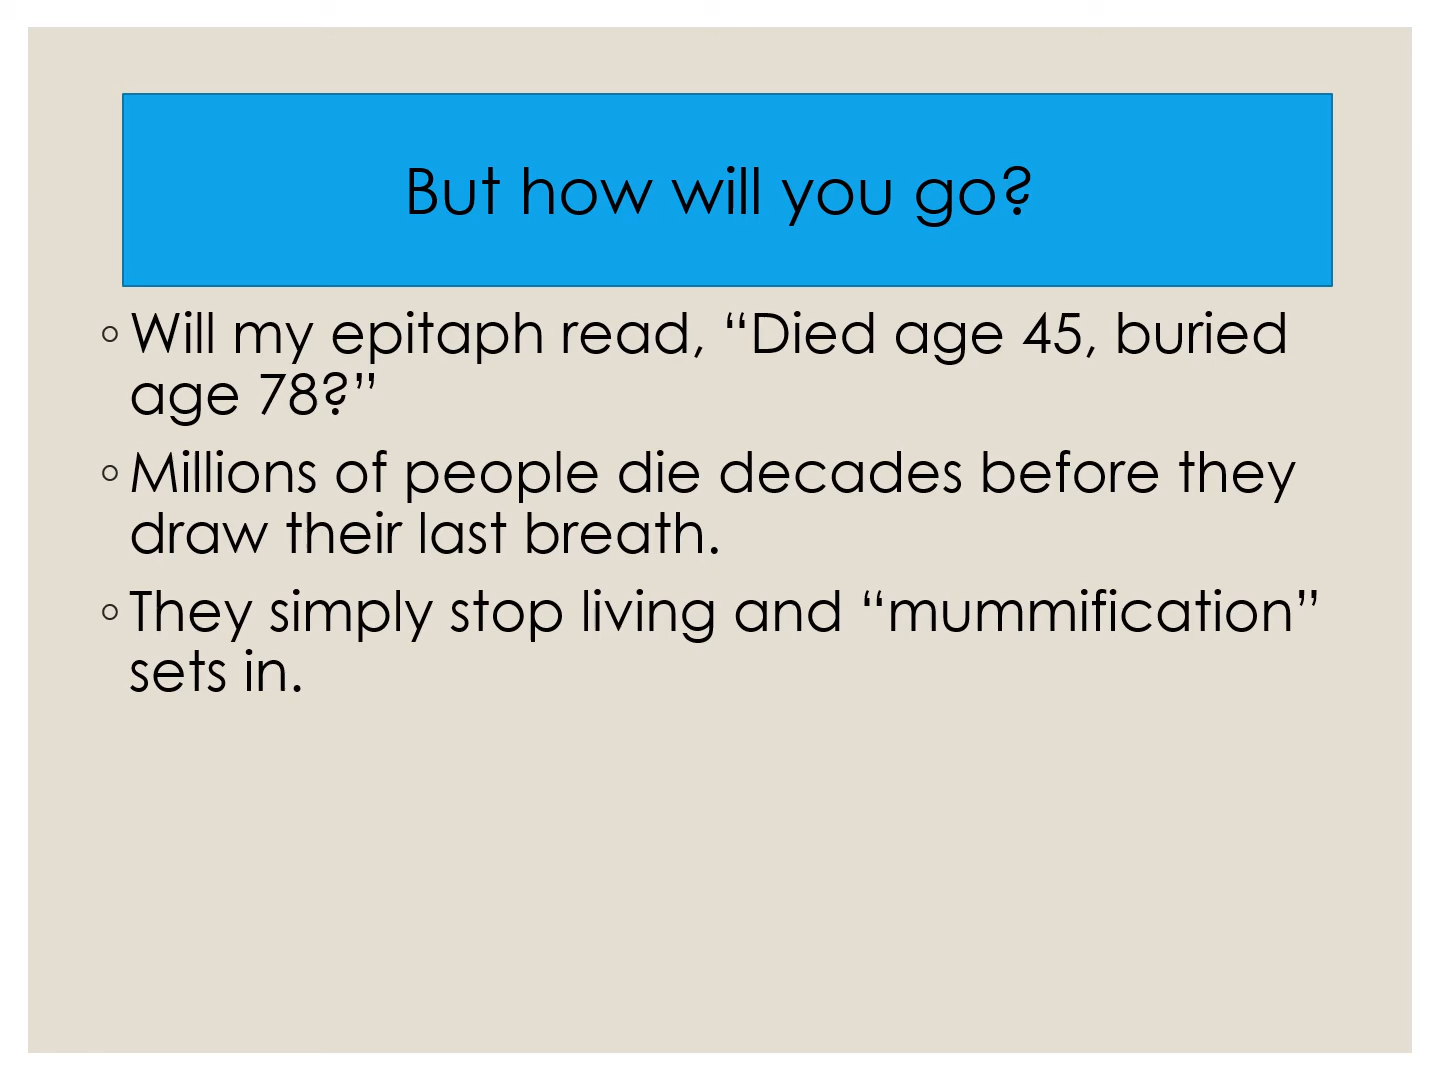 But how will you go?
◦Will my epitaph read, “Died age 45, buried
age 78?”
◦Millions of people die decades before they
draw their last breath.
◦They simply stop living and “mummification”
sets in.